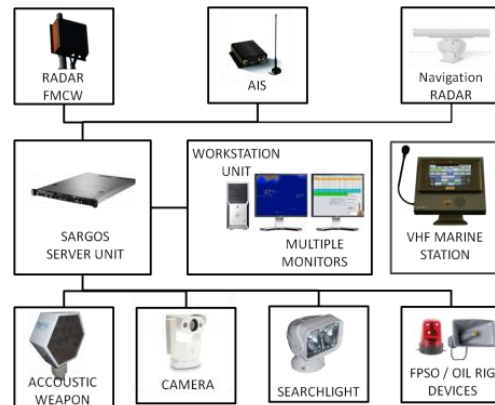 RADAR
FMCW
AIS
Navigation
RADAR
SARGOS
SERVER UNIT
WORKSTATION
UNIT
MULTIPLE
MONITORS
VHF MARINE
STATION
ACCOUSTIC
WEAPON
CAMERA
SEARCHLIGHT
FPSO / OIL RIG
DEVICES